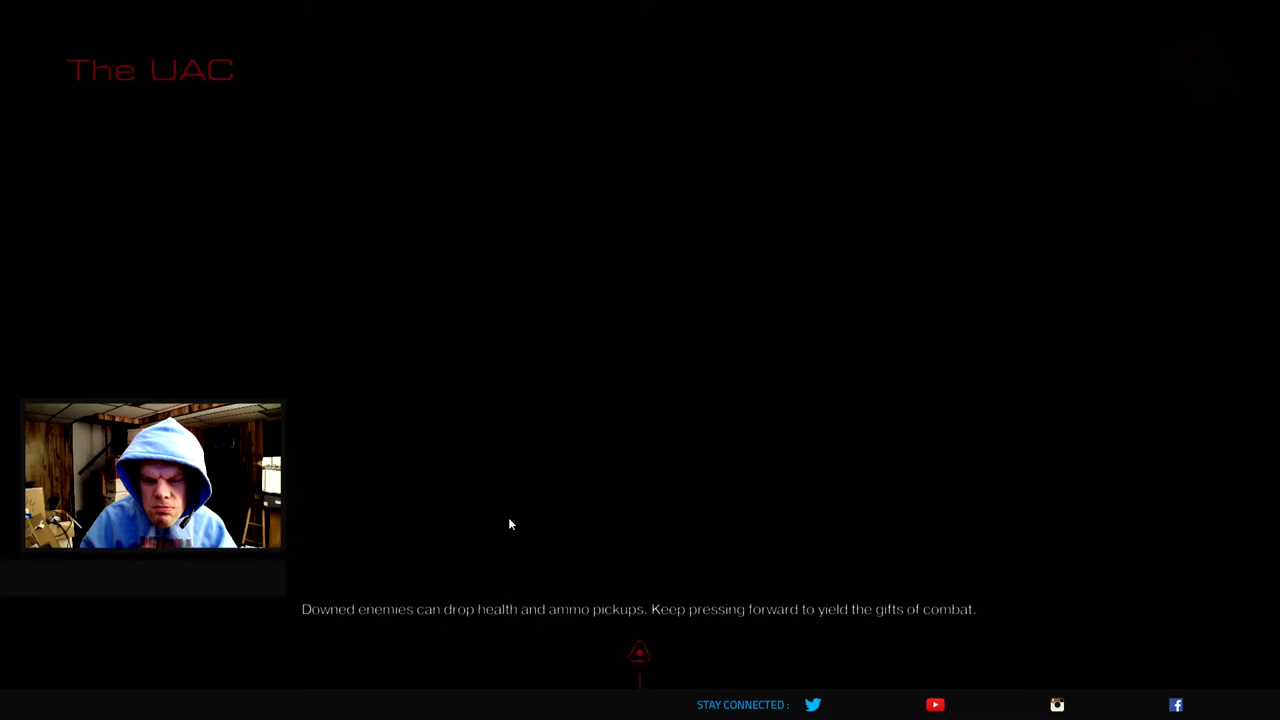 The UAC
Downed enemies can drop health and ammo pickups. Keep pressing forward to yield the gifts of combat.
STAY CONNECTED :